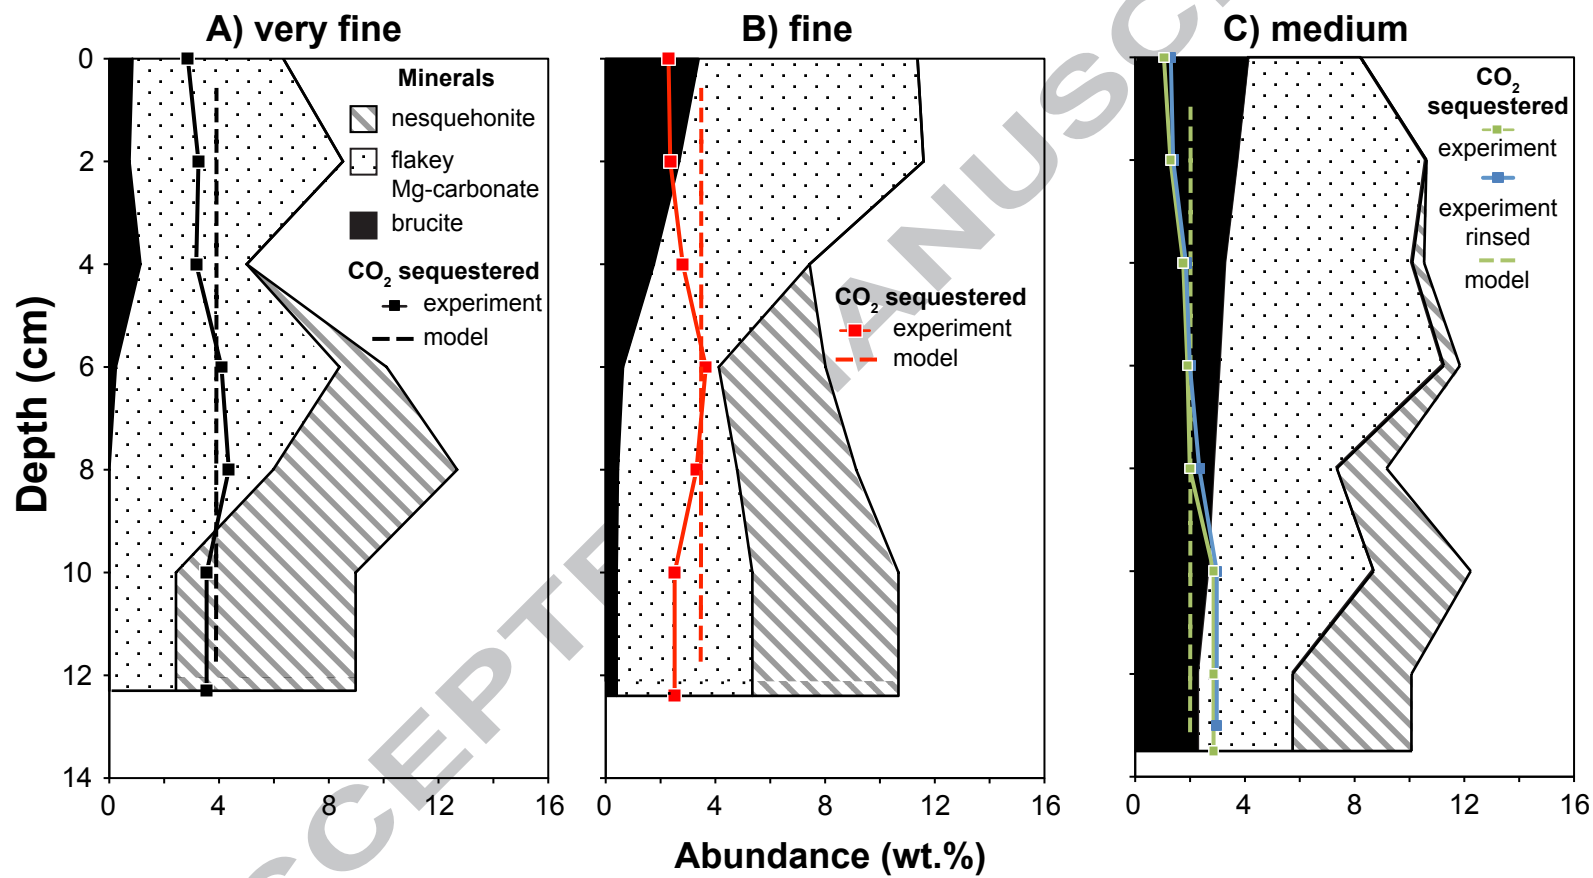 A) very fine
B) fine
C) medium
Depth (cm)
0
2
4
6
8
10
12
14
Minerals
nesquehonite
flakey
Mg-carbonate
brucite
CO2 sequestered
experiment
model
CO2 sequestered
experiment
model
CO2
sequestered
experiment
experiment
rinsed
model
0 4 8 12 16
0 4 8 12 16
0 4 8 12 16
Abundance (wt.%)